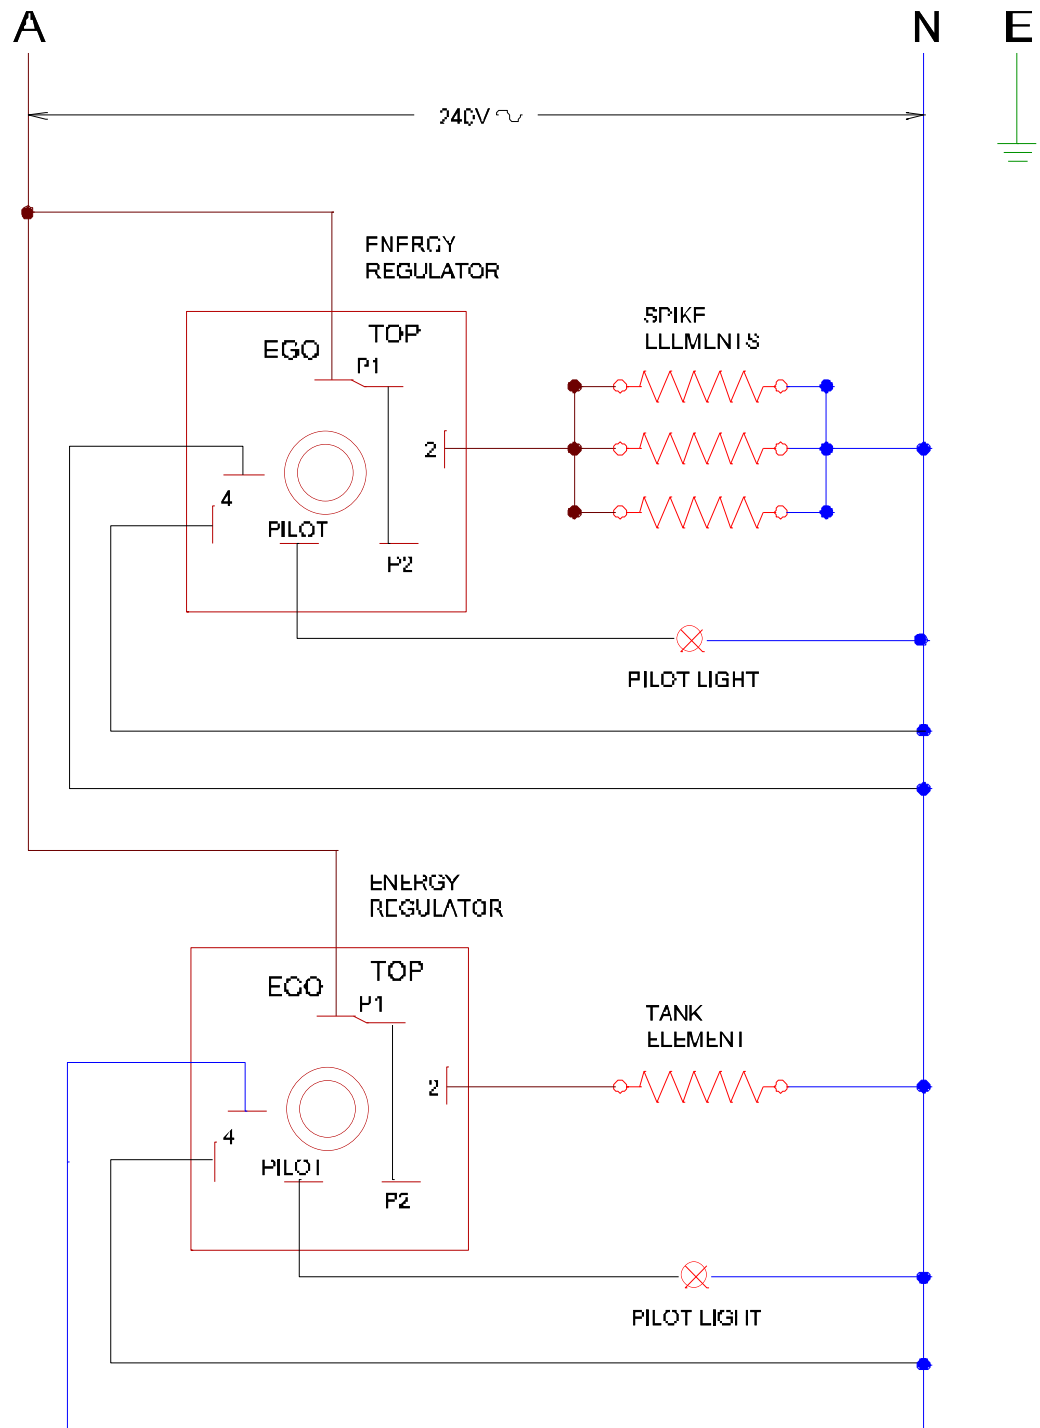 A N E
240V
ENERGY
REGULATOR
TOP
EGO
P1
SPIKE
ELEMENTS
2
4
PILOT
P2
PILOT LIGHT
ENERGY
REGULATOR
TOP
EGO
P1
TANK
ELEMENT
2
4
PILOT
P2
PILOT LIGHT